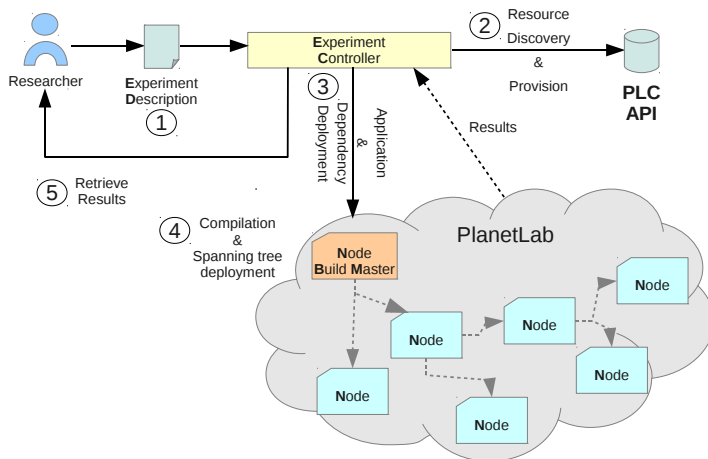 Researcher
Experiment
Description
1
Experiment
Controller
2
Resource
Discovery
&
Provision
PLC
API
3
Application
&
Dependency
Deployment
Results
5
Retrieve
Results
4
Compilation
&
Spanning tree
deployment
PlanetLab
Node
Build Master
Node
Node
Node
Node
Node
Node